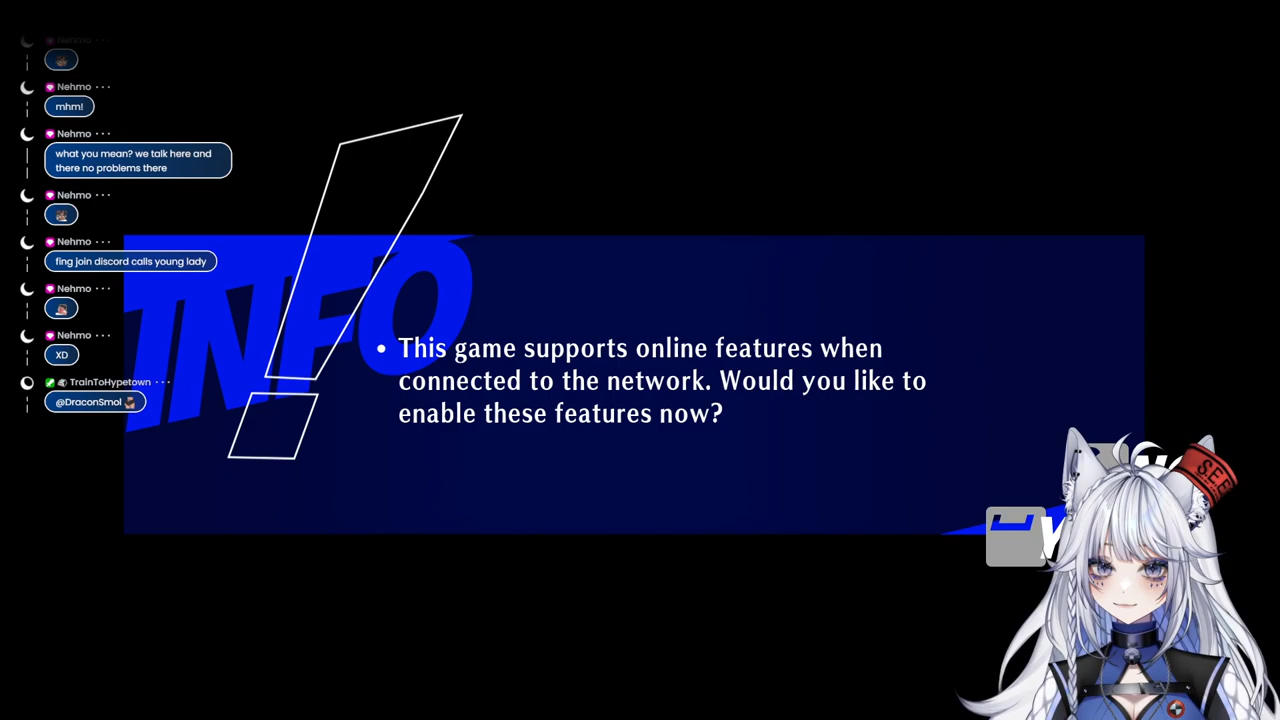 Nehmo
Nehmo
mhm!
Nehmo
what you mean? we talk here and
there no problems there
Nehmo
Nehmo
fing join discord calls young lady
Nehmo
Nehmo
XD
TrainToHypetown
@DraconSmol
INFO
!
• This game supports online features when
connected to the network. Would you like to
enable these features now?
S.E.E.